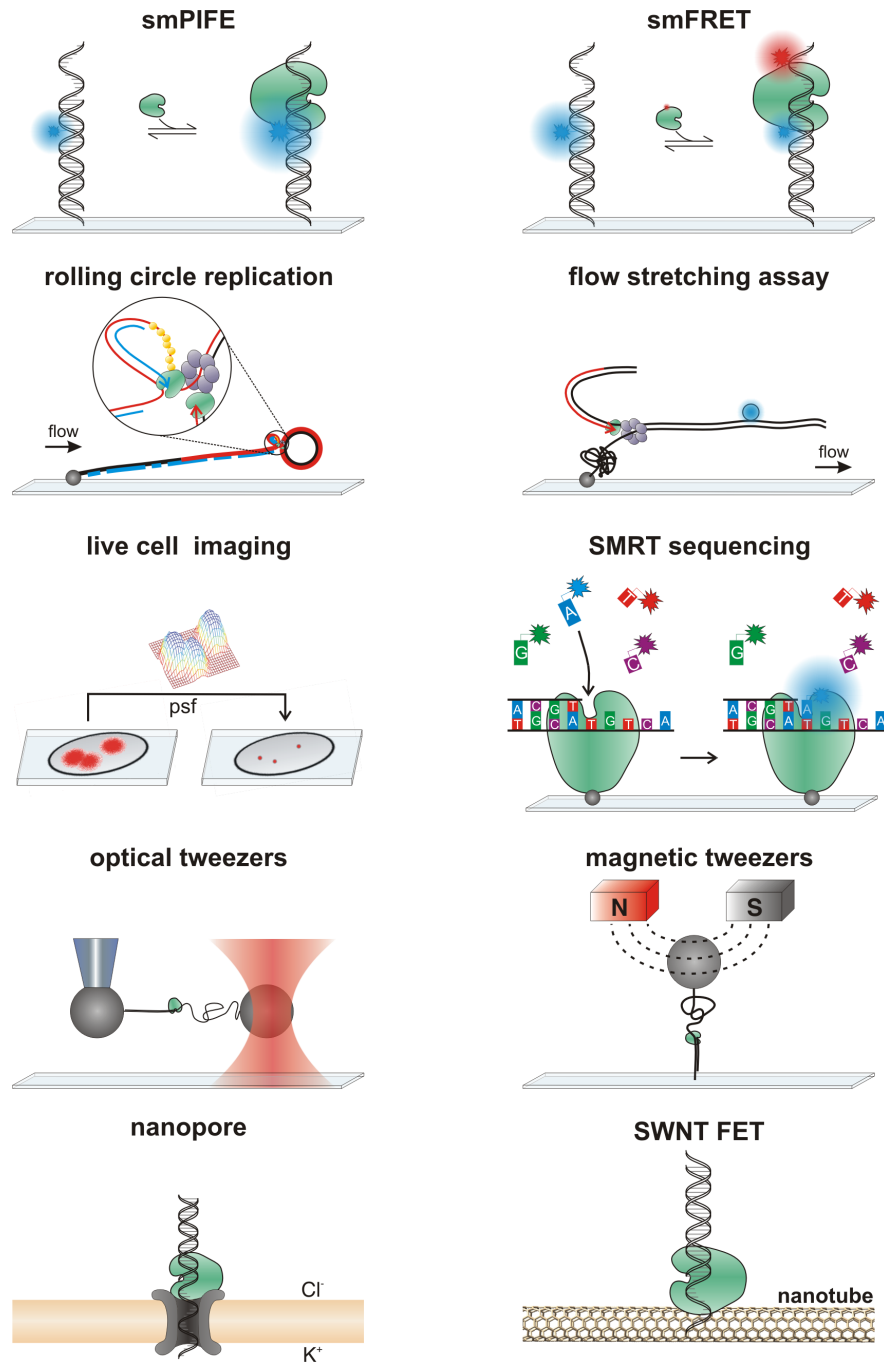 smPIFE
smFRET
rolling circle replication
flow stretching assay
flow
flow
live cell  imaging
SMRT sequencing
psf
A
T
G
C
G
C
T
A
C
G
C
G
T
T
A
T
G
T
C
A
A
C
G
T
A
T
G
C
A
T
G
T
C
A
optical tweezers
magnetic tweezers
N
S
nanopore
SWNT FET
Cl⁻
K⁺
nanotube